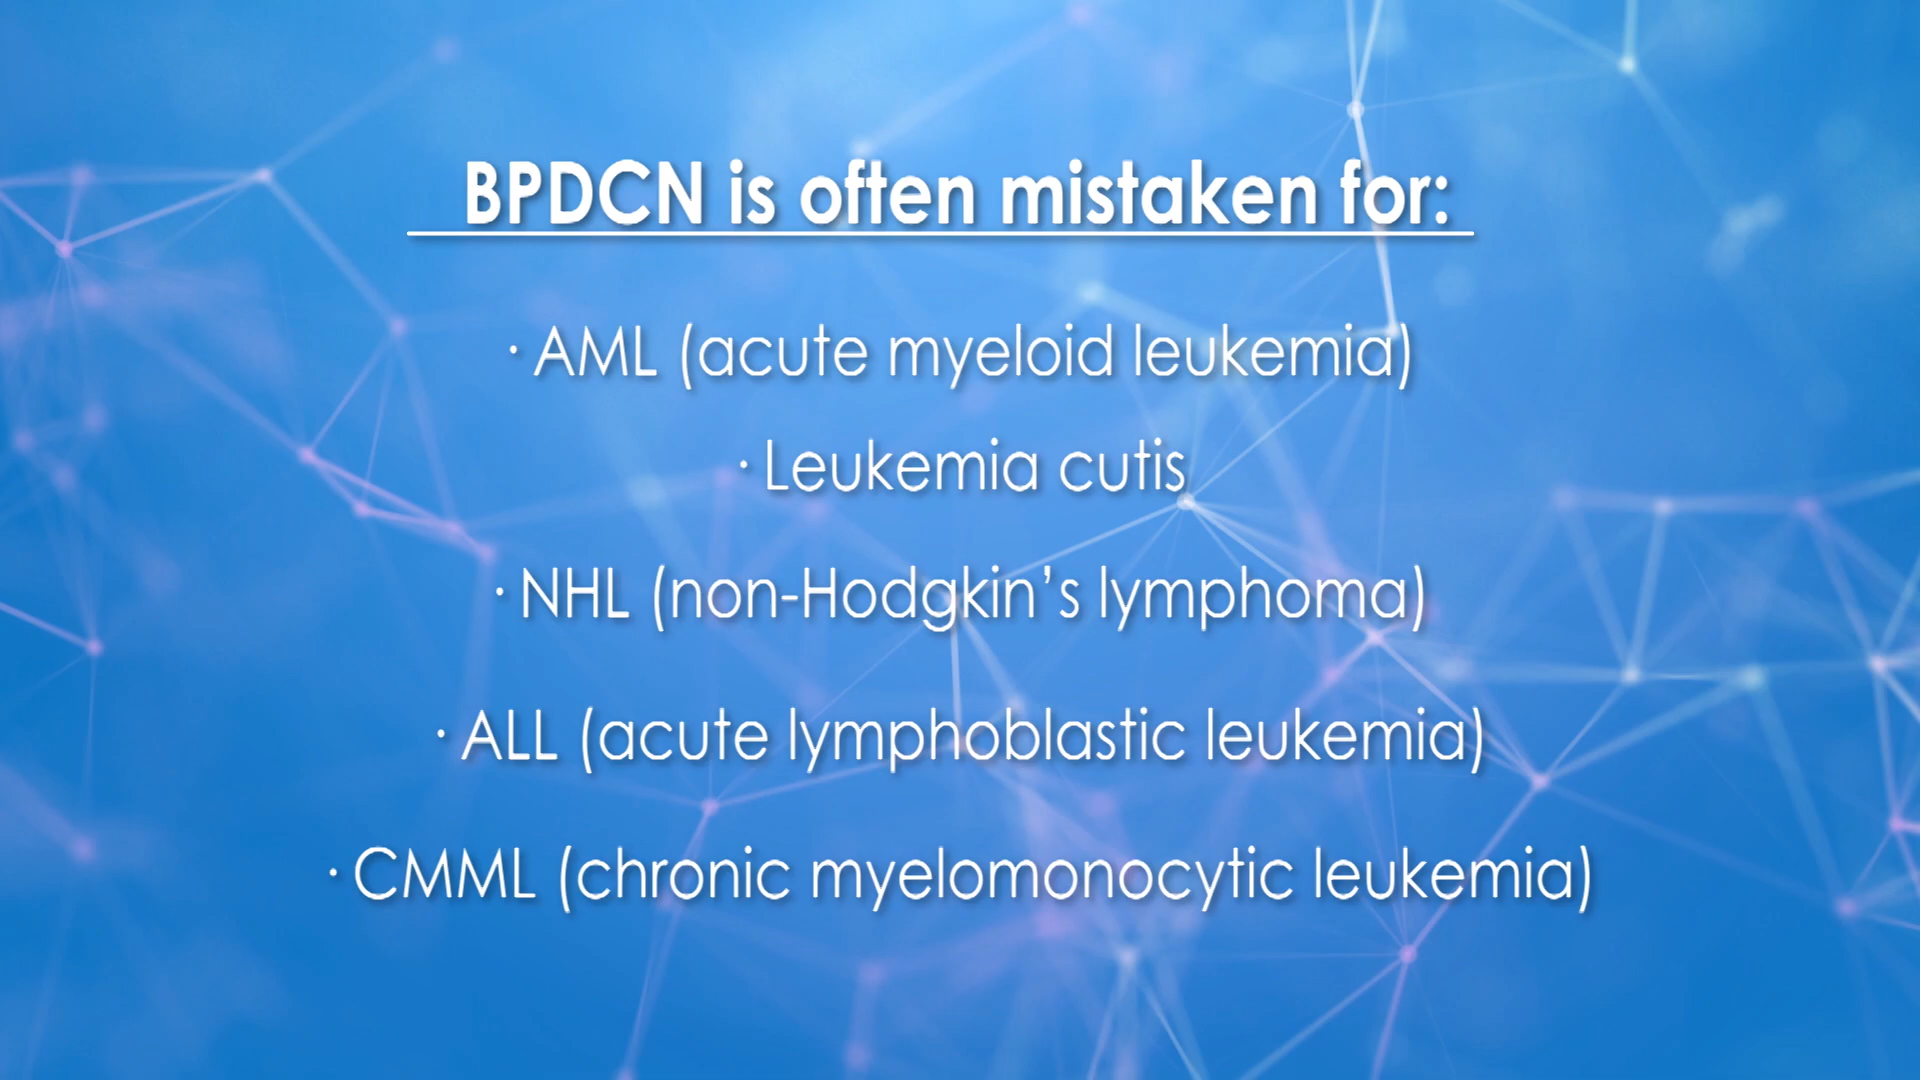 BPDCN is often mistaken for:
· AML (acute myeloid leukemia)
· Leukemia cutis
· NHL (non-Hodgkin’s lymphoma)
· ALL (acute lymphoblastic leukemia)
· CMML (chronic myelomonocytic leukemia)